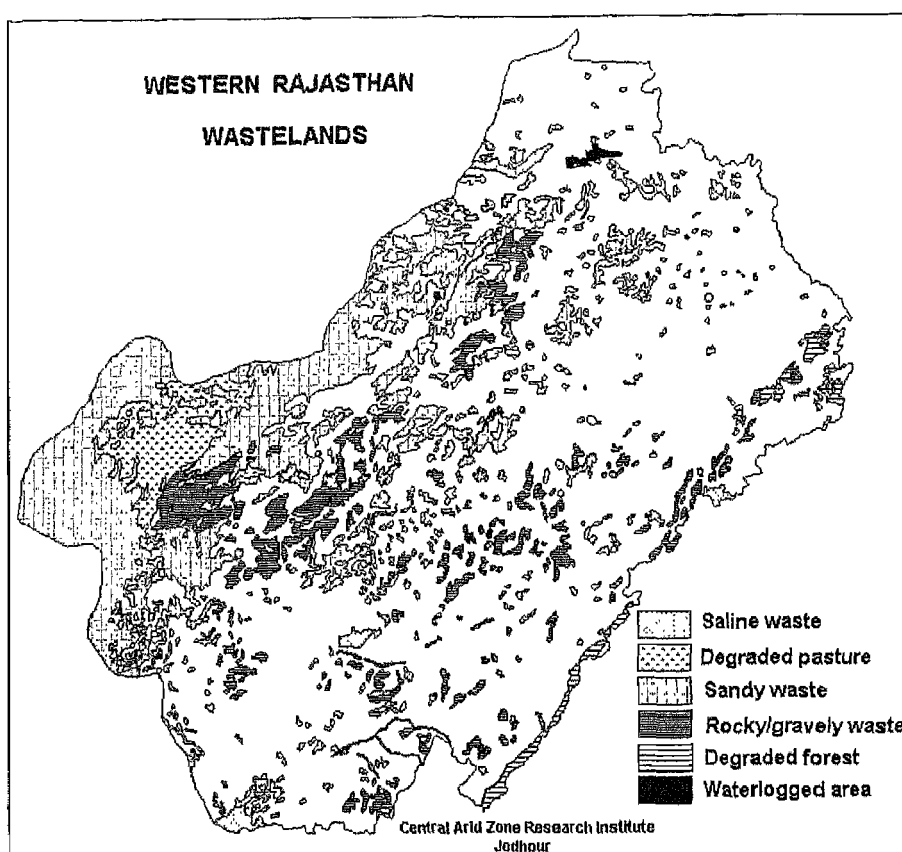 WESTERN RAJASTHAN
WASTELANDS
Saline waste
Degraded pasture
Sandy waste
Rocky/gravely waste
Degraded forest
Waterlogged area
Central Arid Zone Research Institute
Jodhour